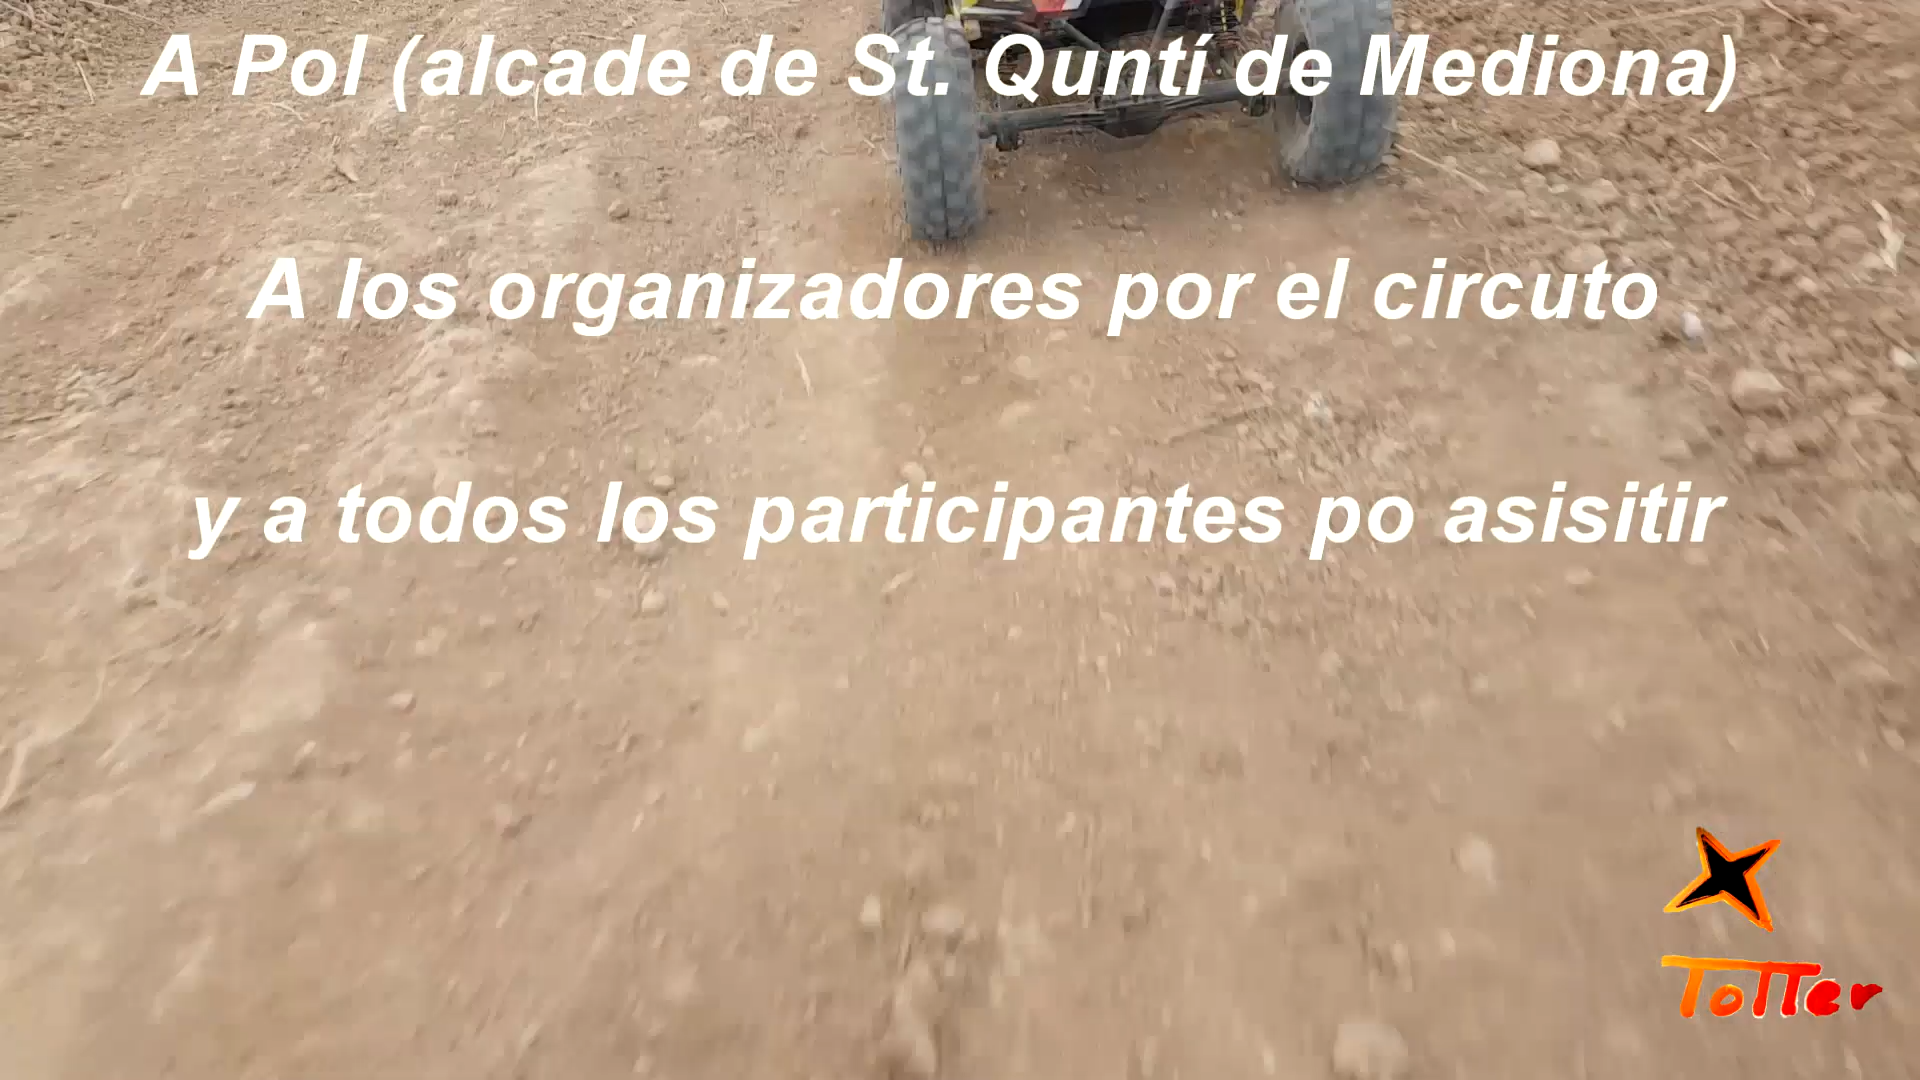 A Pol (alcade de St. Quntí de Mediona)
A los organizadores por el circuto
y a todos los participantes po asisitir
ToTTer